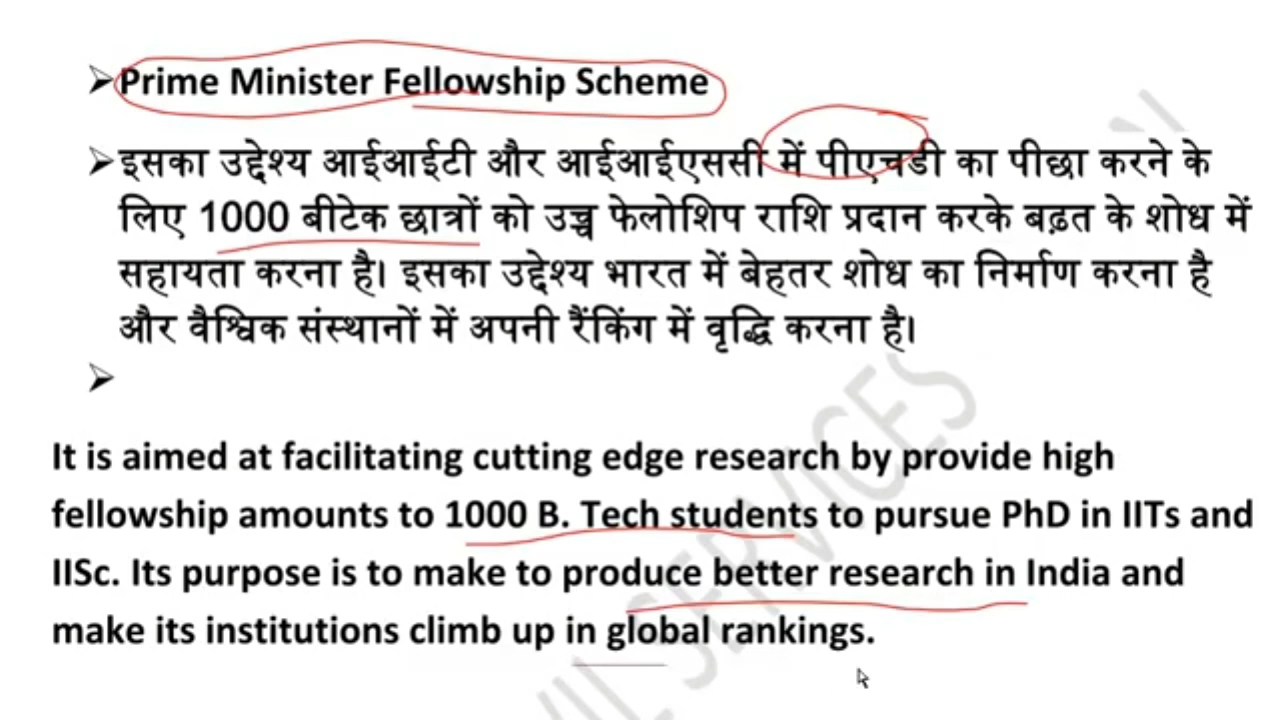 ➢Prime Minister Fellowship Scheme
➢इसका उद्देश्य आईआईटी और आईआईएससी में पीएचडी का पीछा करने के
लिए 1000 बीटेक छात्रों को उच्च फेलोशिप राशि प्रदान करके बढ़त के शोध में
सहायता करना है। इसका उद्देश्य भारत में बेहतर शोध का निर्माण करना है
और वैश्विक संस्थानों में अपनी रैंकिंग में वृद्धि करना है।
➢
It is aimed at facilitating cutting edge research by provide high
fellowship amounts to 1000 B. Tech students to pursue PhD in IITs and
IISc. Its purpose is to make to produce better research in India and
make its institutions climb up in global rankings.
SERVICES